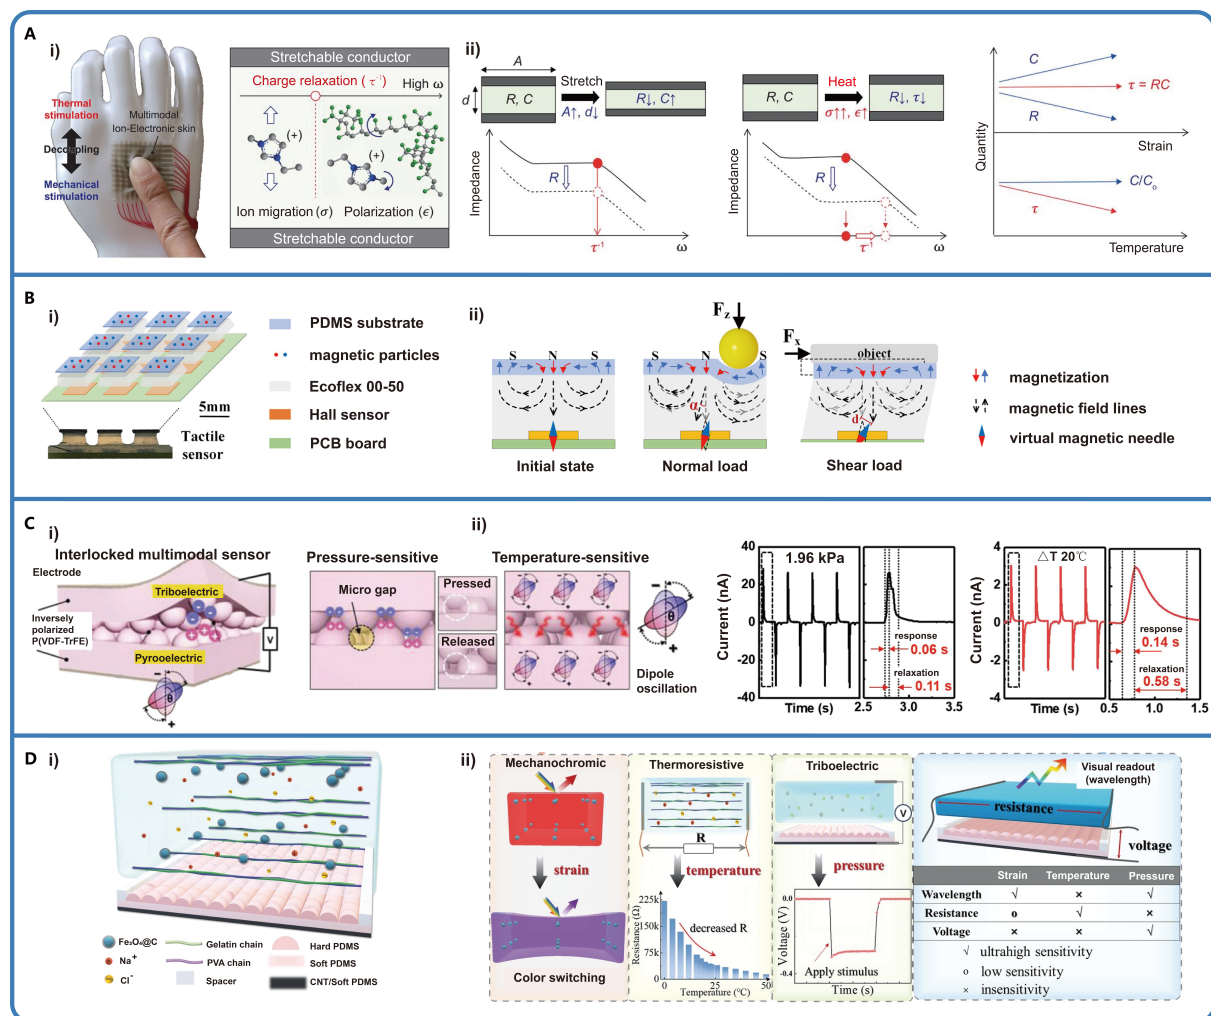 A
i)
Thermal
stimulation
Decoupling
Mechanical
stimulation
Multimodal
Ion-Electronic skin
Stretchable conductor
Charge relaxation (τ⁻¹)
High ω
(+)
(+)
Ion migration (σ)
Polarization (ϵ)
Stretchable conductor
ii)
A
d
R, C
Stretch
A↑, d↓
R↓, C↑
Impedance
R
τ⁻¹
ω
R, C
Heat
σ↑↑, ϵ↑
R↓, τ↓
Impedance
R
τ⁻¹
ω
Quantity
C
τ = RC
R
Strain
C/C₀
τ
Temperature
B
i)
5mm
Tactile
sensor
PDMS substrate
magnetic particles
Ecoflex 00-50
Hall sensor
PCB board
ii)
S N S
Initial state
Fz
S N S
α
Normal load
Fx
object
d
Shear load
magnetization
magnetic field lines
virtual magnetic needle
C
i)
Interlocked multimodal sensor
Electrode
Triboelectric
Inversely
polarized
P(VDF-TrFE)
Pyroelectric
V
θ
−
+
ii)
Pressure-sensitive
Micro gap
Pressed
Released
Temperature-sensitive
θ
−
+
Dipole
oscillation
Current (nA)
40
20
0
-20
-40
1.96 kPa
Time (s)
response
0.06 s
relaxation
0.11 s
2.5 3.0 3.5
Current (nA)
4
2
0
-2
-4
△T 20℃
Time (s)
response
0.14 s
relaxation
0.58 s
0.5 1.0 1.5
D
i)
Fe₃O₄@C
Na⁺
Cl⁻
Gelatin chain
PVA chain
Spacer
Hard PDMS
Soft PDMS
CNT/Soft PDMS
ii)
Mechanochromic
strain
Color switching
Thermoresistive
R
temperature
Resistance (Ω)
225k
150k
75k
0
decreased R
0 25 50
Temperature (°C)
Triboelectric
V
pressure
Voltage (V)
0.0
-0.4
Apply stimulus
Time (s)
Visual readout
(wavelength)
resistance
voltage
Strain Temperature Pressure
Wavelength √ × √
Resistance o √ ×
Voltage × × √
√ ultrahigh sensitivity
o low sensitivity
× insensitivity